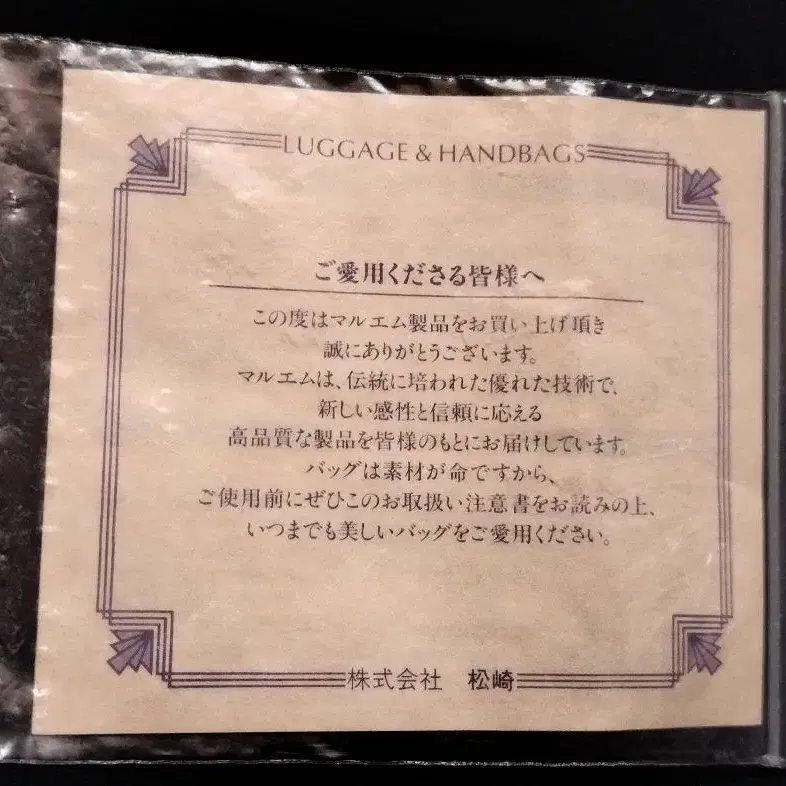 LUGGAGE & HANDBAGS
ご愛用くださる皆様へ
この度はマルエム製品をお買い上げ頂き
誠にありがとうございます。
マルエムは、伝統に培われた優れた技術で、
新しい感性と信頼に応える
高品質な製品を皆様のもとにお届けしています。
バッグは素材が命ですから、
ご使用前にぜひこのお取扱い注意書をお読みの上、
いつまでも美しいバッグをご愛用ください。
株式会社 松崎